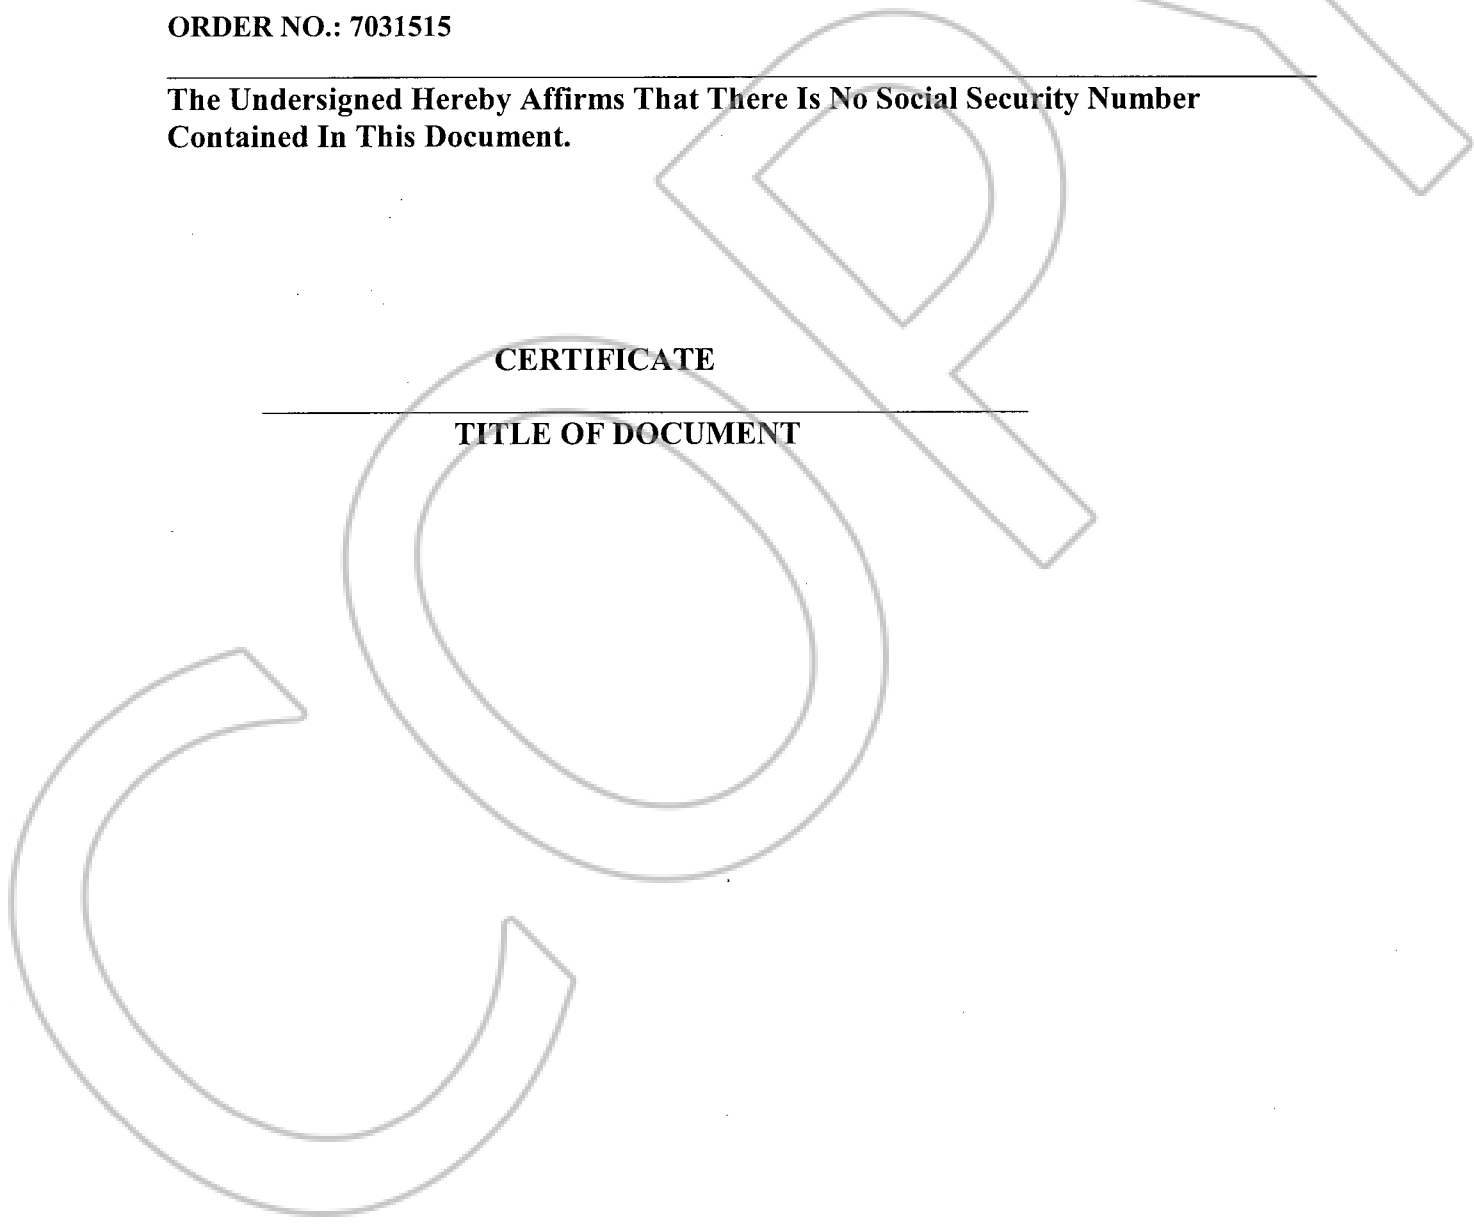 ORDER NO.: 7031515
The Undersigned Hereby Affirms That There Is No Social Security Number
Contained In This Document.
CERTIFICATE
TITLE OF DOCUMENT
COPY